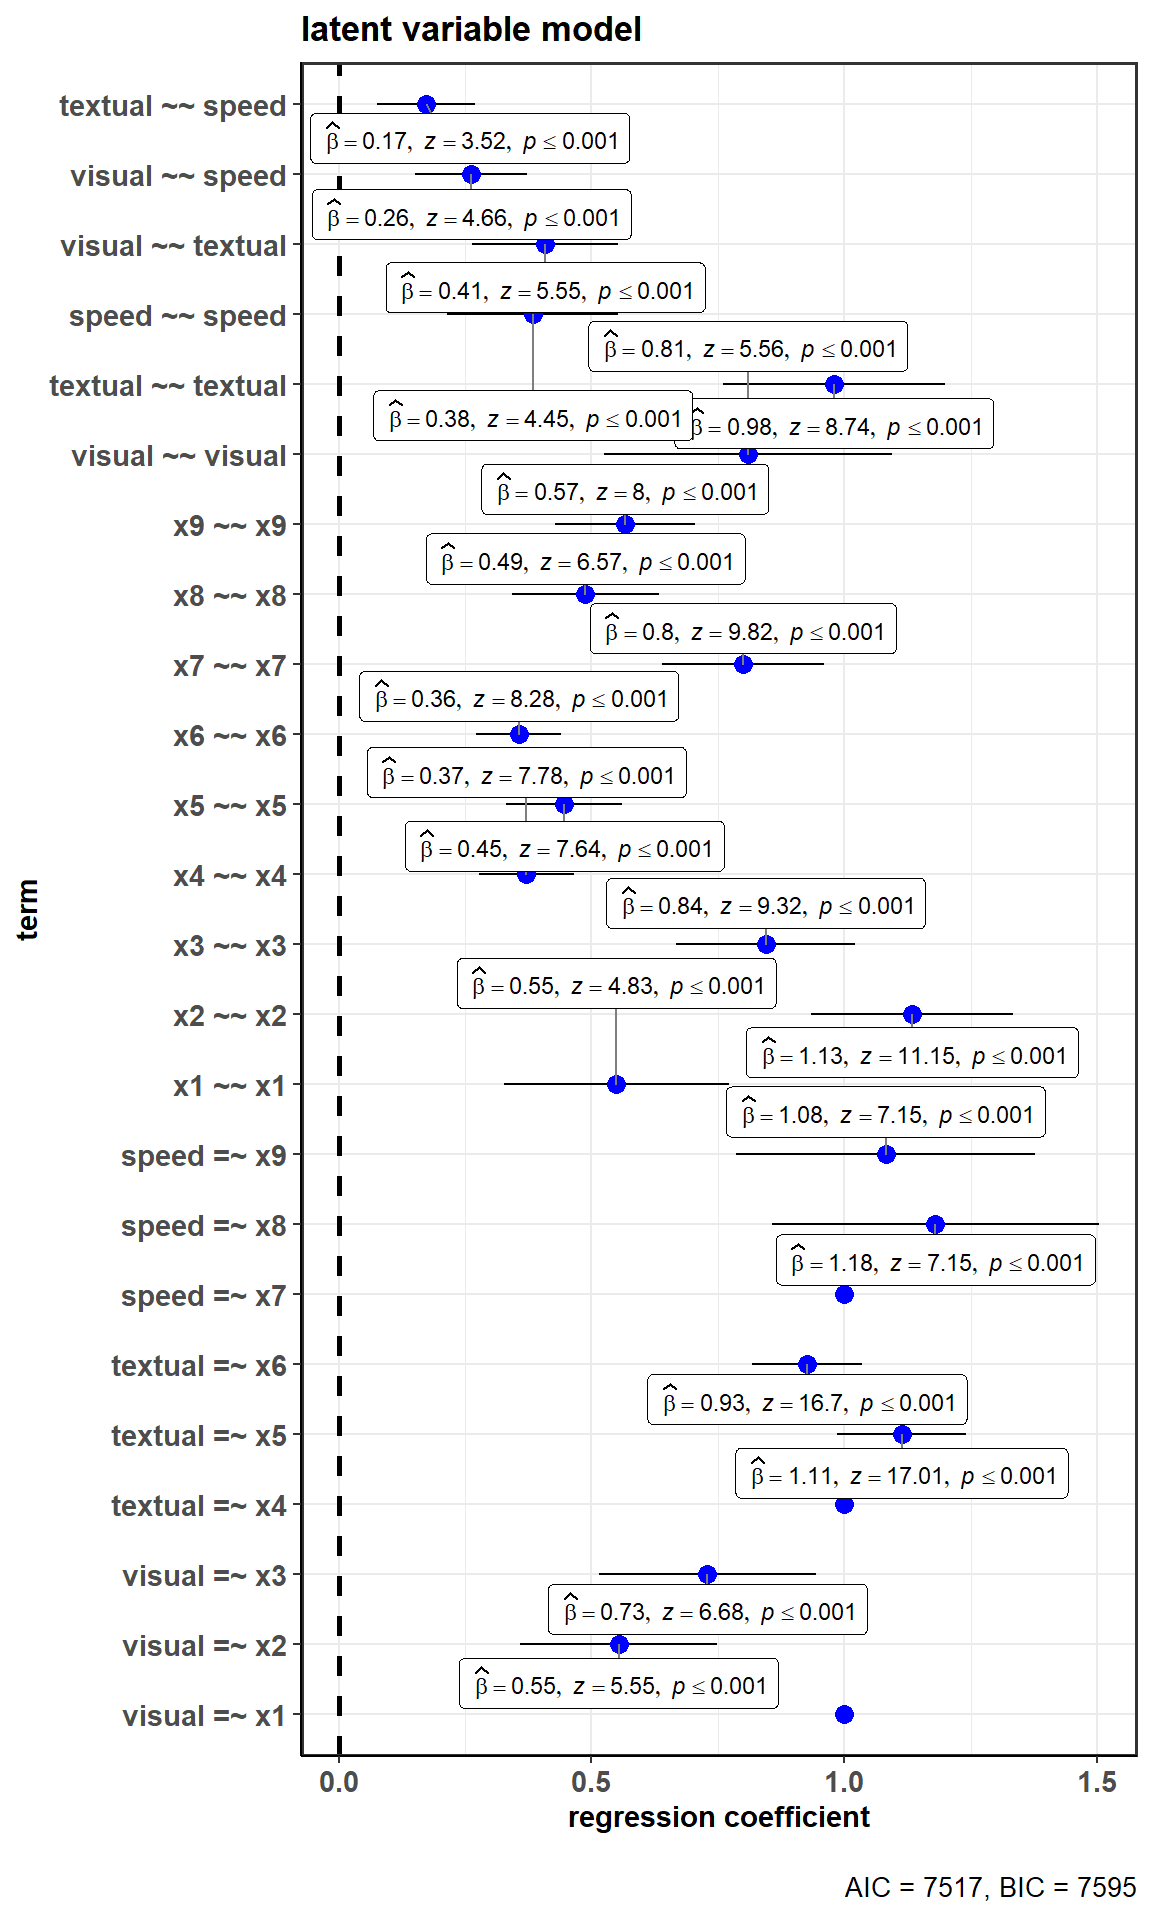 latent variable model
textual ~~ speed
β̂ = 0.17, z = 3.52, p ≤ 0.001
visual ~~ speed
β̂ = 0.26, z = 4.66, p ≤ 0.001
visual ~~ textual
β̂ = 0.41, z = 5.55, p ≤ 0.001
speed ~~ speed
β̂ = 0.81, z = 5.56, p ≤ 0.001
textual ~~ textual
β̂ = 0.38, z = 4.45, p ≤ 0.001
β̂ = 0.98, z = 8.74, p ≤ 0.001
visual ~~ visual
β̂ = 0.57, z = 8, p ≤ 0.001
x9 ~~ x9
β̂ = 0.49, z = 6.57, p ≤ 0.001
x8 ~~ x8
β̂ = 0.8, z = 9.82, p ≤ 0.001
x7 ~~ x7
β̂ = 0.36, z = 8.28, p ≤ 0.001
x6 ~~ x6
β̂ = 0.37, z = 7.78, p ≤ 0.001
x5 ~~ x5
β̂ = 0.45, z = 7.64, p ≤ 0.001
x4 ~~ x4
β̂ = 0.84, z = 9.32, p ≤ 0.001
term
x3 ~~ x3
β̂ = 0.55, z = 4.83, p ≤ 0.001
x2 ~~ x2
β̂ = 1.13, z = 11.15, p ≤ 0.001
x1 ~~ x1
β̂ = 1.08, z = 7.15, p ≤ 0.001
speed =~ x9
speed =~ x8
β̂ = 1.18, z = 7.15, p ≤ 0.001
speed =~ x7
textual =~ x6
β̂ = 0.93, z = 16.7, p ≤ 0.001
textual =~ x5
β̂ = 1.11, z = 17.01, p ≤ 0.001
textual =~ x4
visual =~ x3
β̂ = 0.73, z = 6.68, p ≤ 0.001
visual =~ x2
β̂ = 0.55, z = 5.55, p ≤ 0.001
visual =~ x1
0.0 0.5 1.0 1.5
regression coefficient
AIC = 7517, BIC = 7595